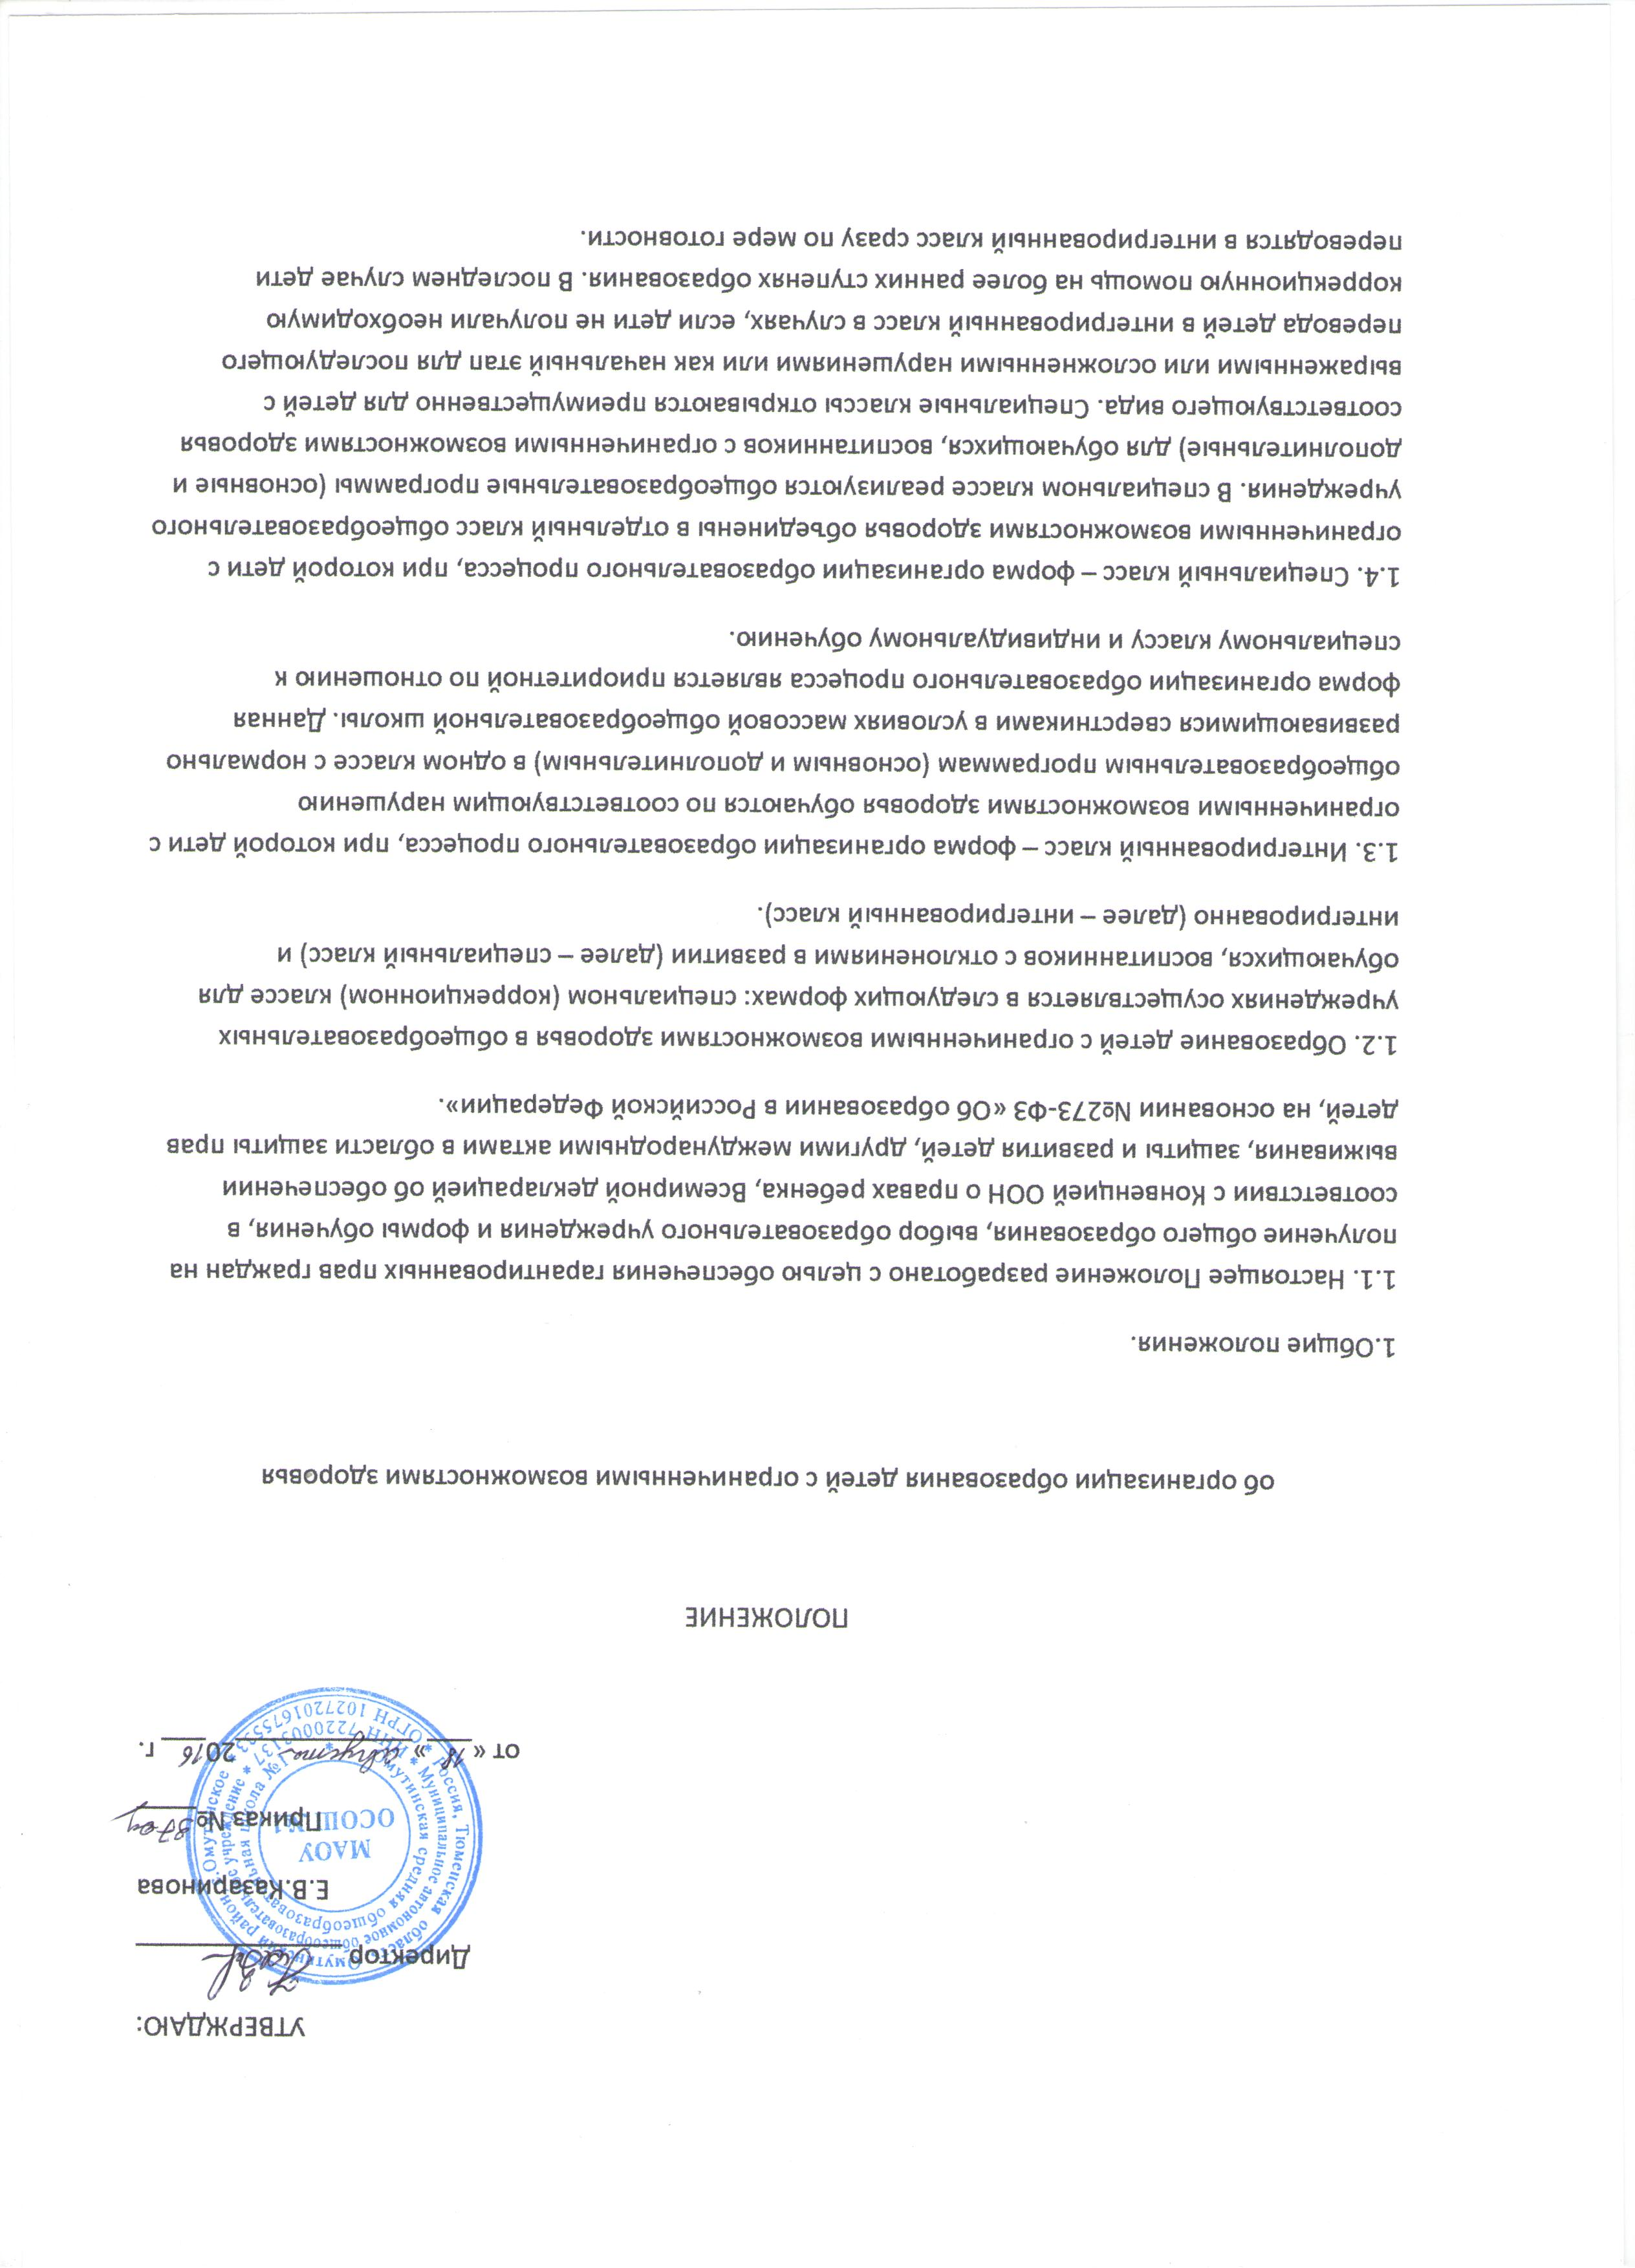 УТВЕРЖДАЮ:
Директор
Е.В.Казаринова
Приказ №
от « 18 » августа 2016 г.
МАОУ
ОСОШ №1
ПОЛОЖЕНИЕ
об организации образования детей с ограниченными возможностями здоровья
1.Общие положения.
1.1. Настоящее Положение разработано с целью обеспечения гарантированных прав граждан на
получение общего образования, выбор образовательного учреждения и формы обучения, в
соответствии с Конвенцией ООН о правах ребенка, Всемирной декларацией об обеспечении
выживания, защиты и развития детей, другими международными актами в области защиты прав
детей, на основании №273-ФЗ «Об образовании в Российской Федерации».
1.2. Образование детей с ограниченными возможностями здоровья в общеобразовательных
учреждениях осуществляется в следующих формах: специальном (коррекционном) классе для
обучающихся, воспитанников с отклонениями в развитии (далее – специальный класс) и
интегрированно (далее – интегрированный класс).
1.3. Интегрированный класс – форма организации образовательного процесса, при которой дети с
ограниченными возможностями здоровья обучаются по соответствующим нарушению
общеобразовательным программам (основным и дополнительным) в одном классе с нормально
развивающимися сверстниками в условиях массовой общеобразовательной школы. Данная
форма организации образовательного процесса является приоритетной по отношению к
специальному классу и индивидуальному обучению.
1.4. Специальный класс – форма организации образовательного процесса, при которой дети с
ограниченными возможностями здоровья объединены в отдельный класс общеобразовательного
учреждения. В специальном классе реализуются общеобразовательные программы (основные и
дополнительные) для обучающихся, воспитанников с ограниченными возможностями здоровья
соответствующего вида. Специальные классы открываются преимущественно для детей с
выраженными или осложненными нарушениями или как начальный этап для последующего
перевода детей в интегрированный класс в случаях, если дети не получали необходимую
коррекционную помощь на более ранних ступенях образования. В последнем случае дети
переводятся в интегрированный класс сразу по мере готовности.